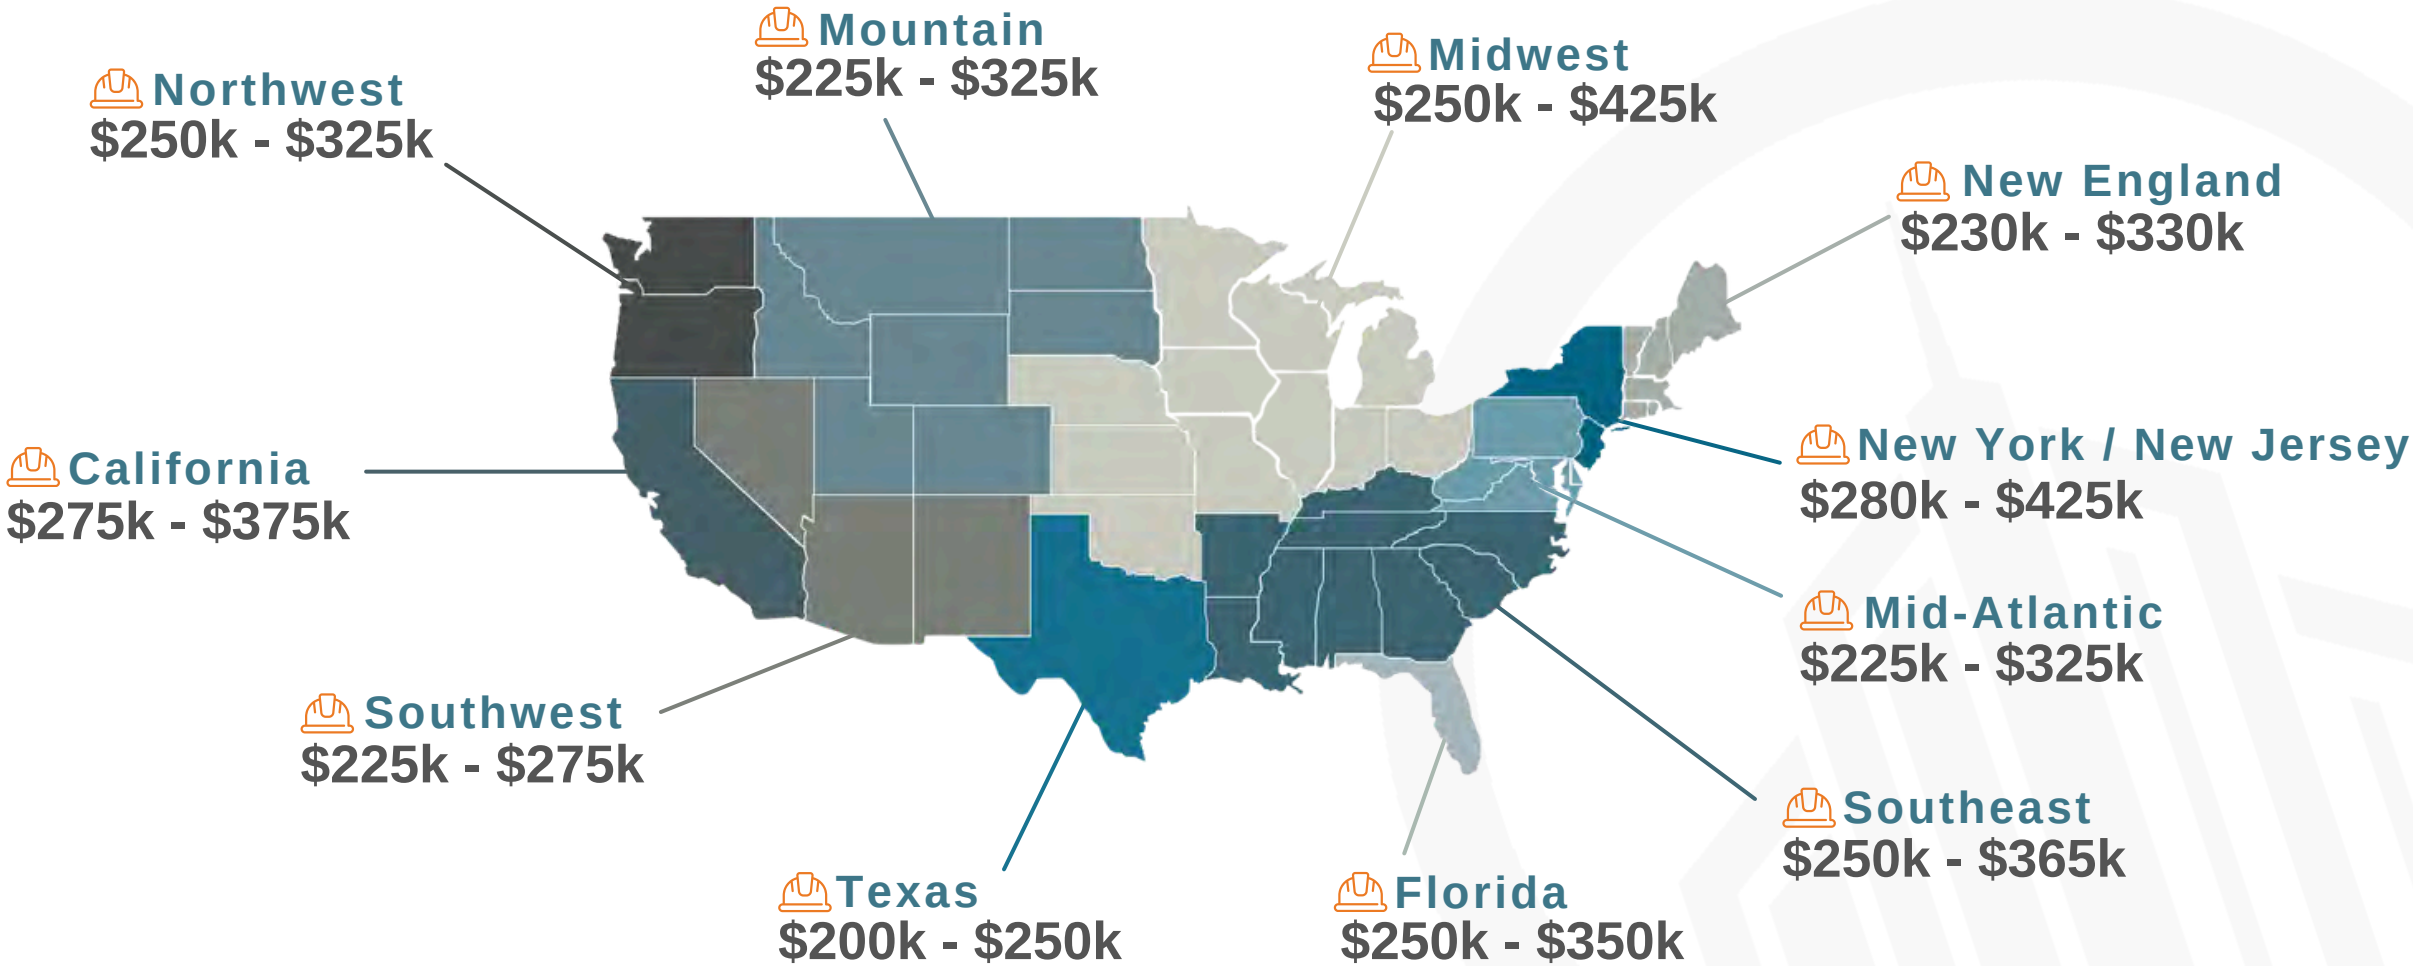 Mountain
$225k - $325k
Midwest
$250k - $425k
Northwest
$250k - $325k
New England
$230k - $330k
California
$275k - $375k
New York / New Jersey
$280k - $425k
Mid-Atlantic
$225k - $325k
Southwest
$225k - $275k
Southeast
$250k - $365k
Texas
$200k - $250k
Florida
$250k - $350k